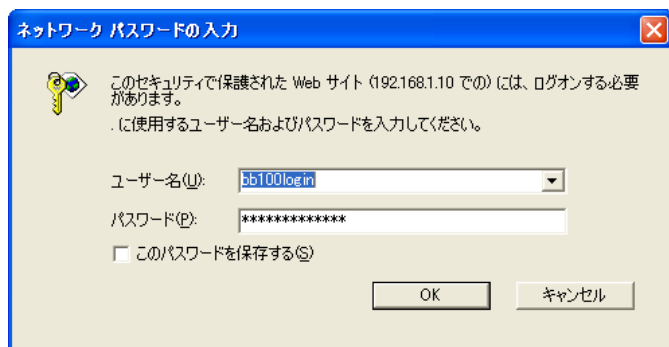 ネットワーク パスワードの入力
このセキュリティで保護された Web サイト (192.168.1.10 での) には、ログオンする必要
があります。
. に使用するユーザー名およびパスワードを入力してください。
ユーザー名(U):
bb100login
パスワード(P):
*************
このパスワードを保存する(S)
OK
キャンセル